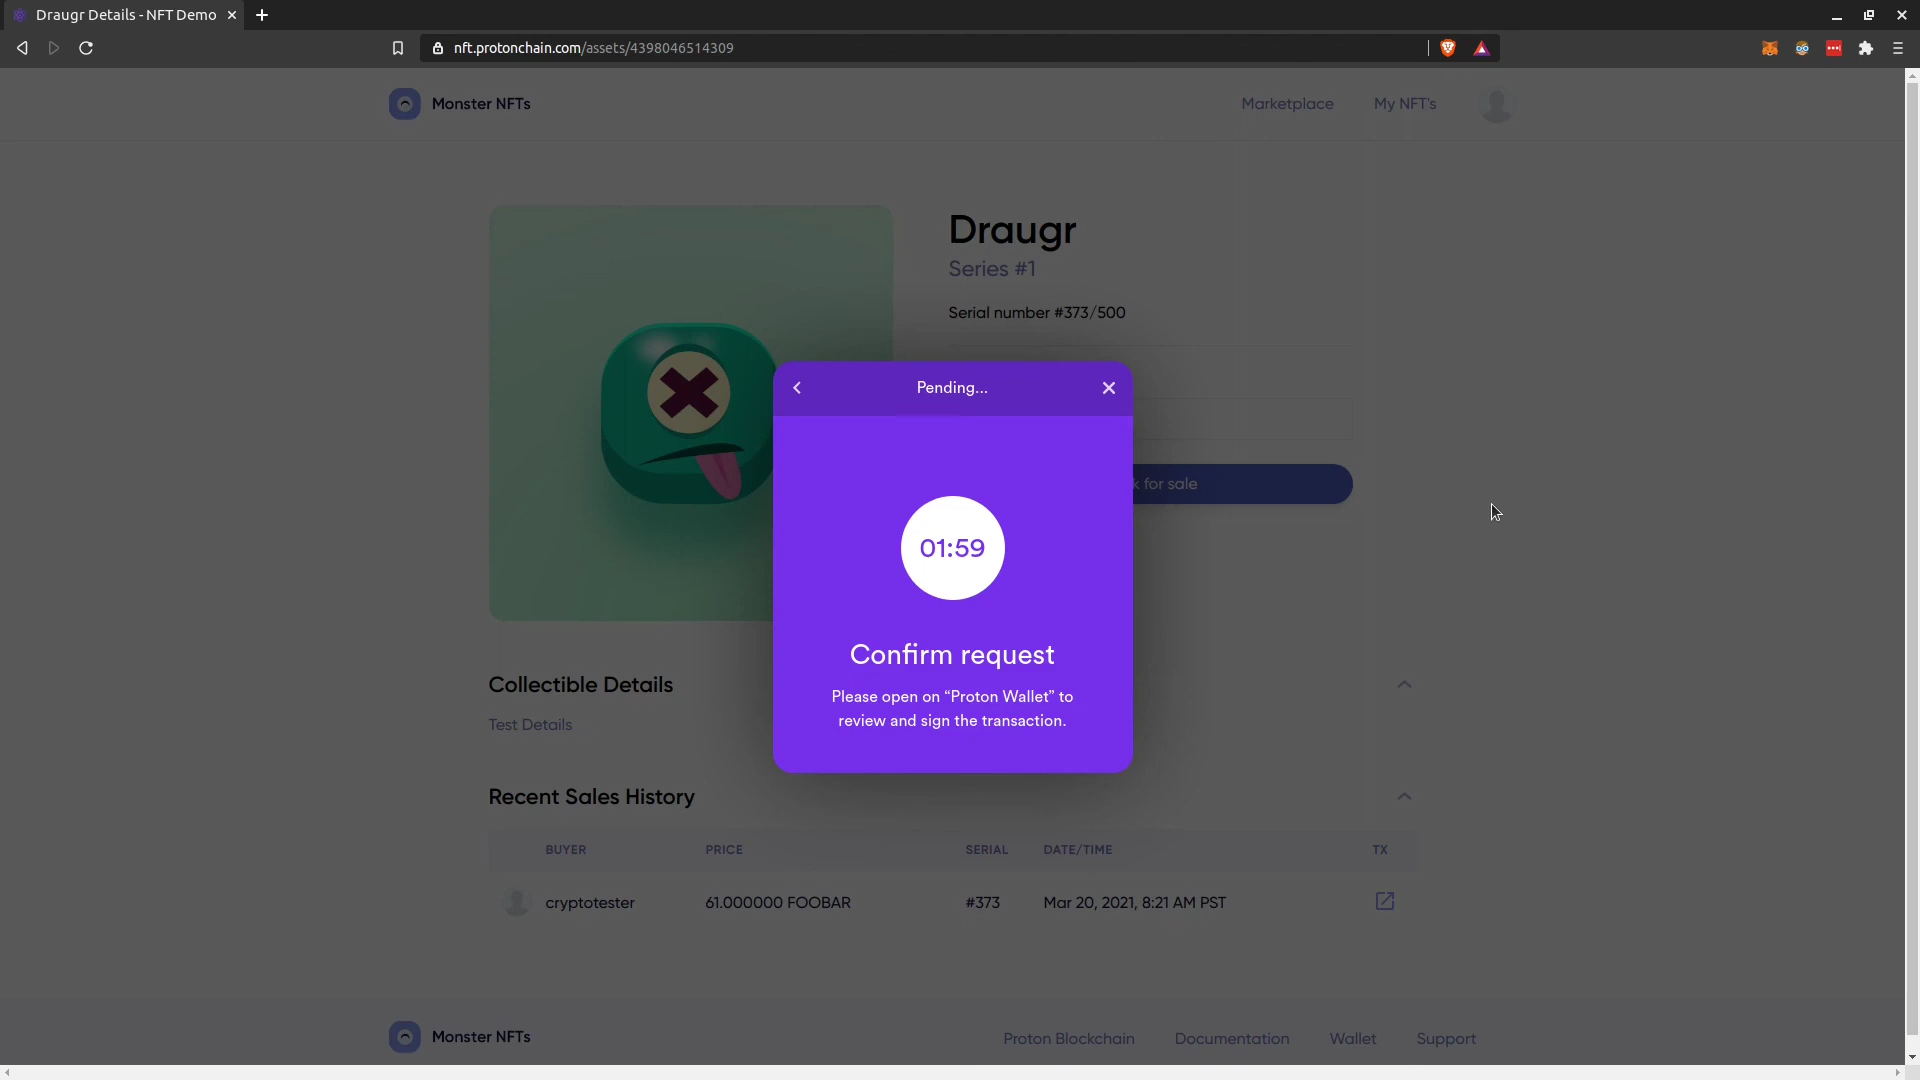 Draugr Details - NFT Demo
nft.protonchain.com/assets/4398046514309
Monster NFTs
Marketplace
My NFT's
Draugr
Series #1
Serial number #373/500
k for sale
Pending...
01:59
Confirm request
Please open on “Proton Wallet” to
review and sign the transaction.
Collectible Details
Test Details
Recent Sales History
BUYER PRICE SERIAL DATE/TIME TX
cryptotester 61.000000 FOOBAR #373 Mar 20, 2021, 8:21 AM PST
Monster NFTs
Proton Blockchain Documentation Wallet Support